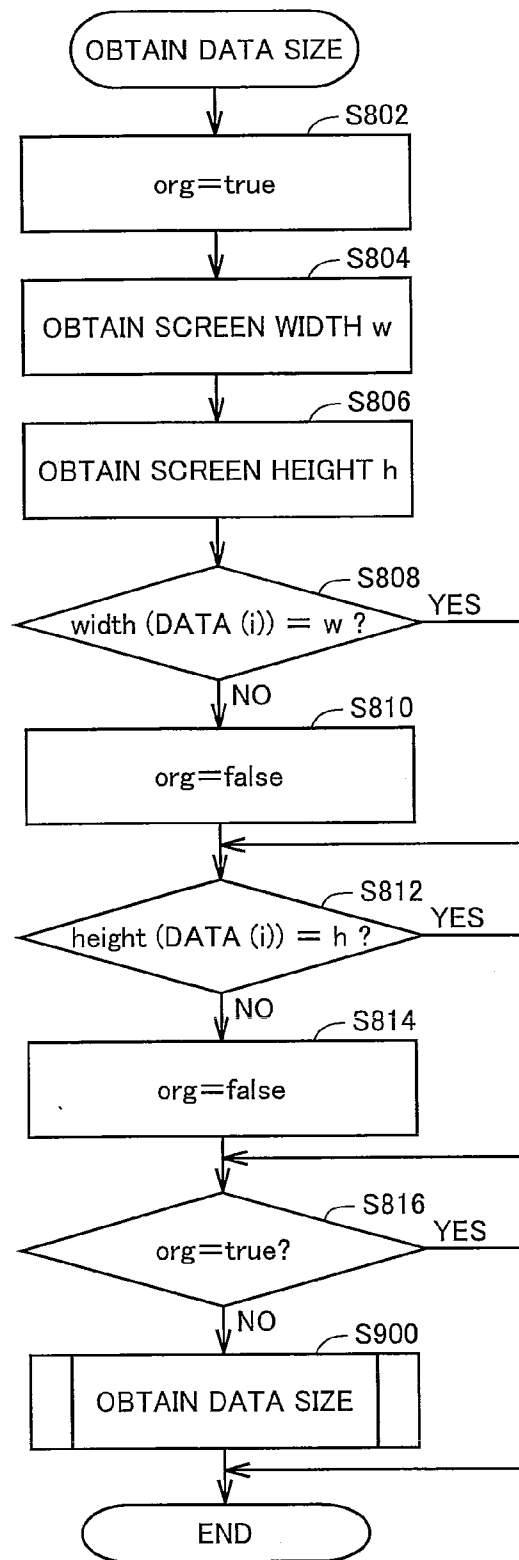 OBTAIN DATA SIZE
S802
org=true
S804
OBTAIN SCREEN WIDTH w
S806
OBTAIN SCREEN HEIGHT h
S808
width (DATA (i)) = w ?
YES
NO
S810
org=false
S812
height (DATA (i)) = h ?
YES
NO
S814
org=false
S816
org=true?
YES
NO
S900
OBTAIN DATA SIZE
END